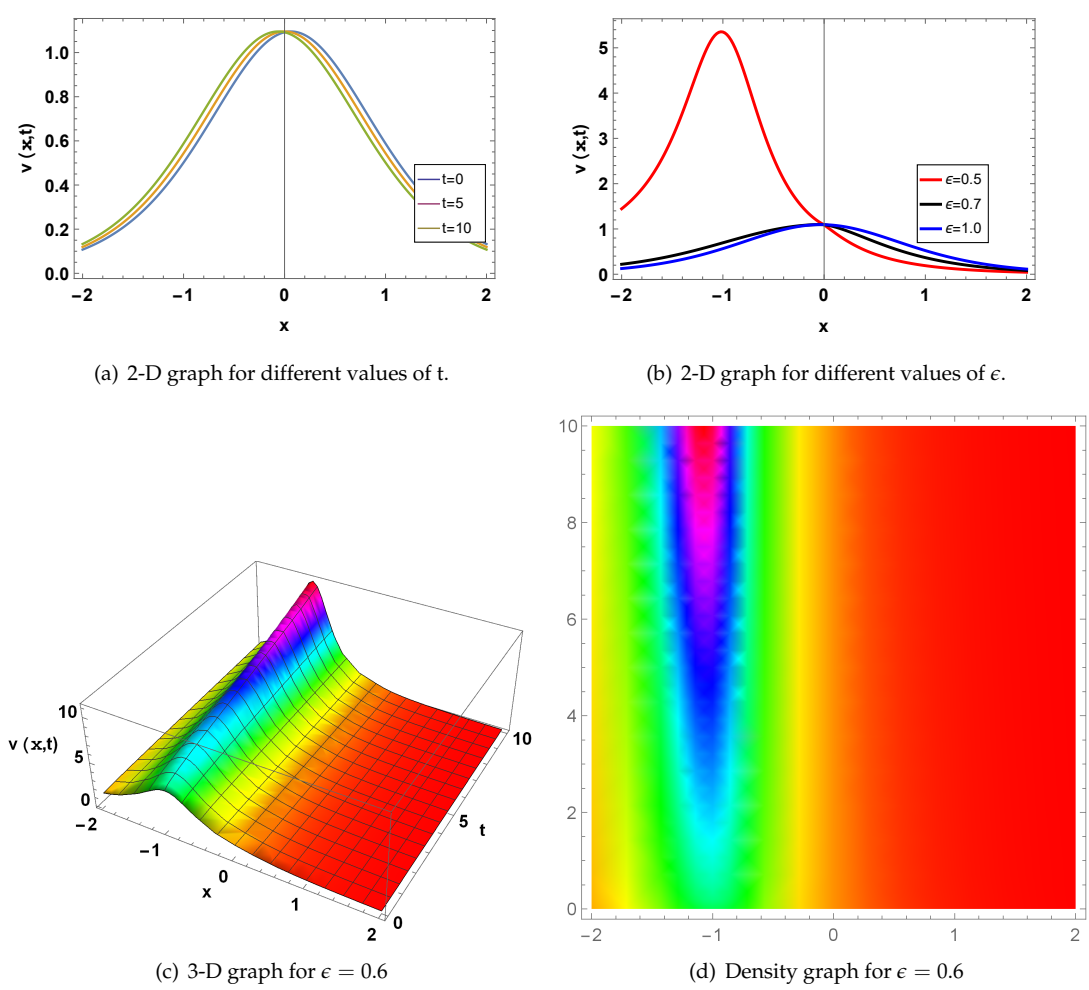 1.0
0.8
0.6
0.4
0.2
0.0
v (x,t)
t=0
t=5
t=10
−2 −1 0 1 2
x
(a) 2-D graph for different values of t.
5
4
3
2
1
0
v (x,t)
ϵ=0.5
ϵ=0.7
ϵ=1.0
−2 −1 0 1 2
x
(b) 2-D graph for different values of ϵ.
10
v (x,t)
5
0
−2
−1
0
1
2
x
0
5
10
t
(c) 3-D graph for ϵ = 0.6
10
8
6
4
2
0
−2 −1 0 1 2
(d) Density graph for ϵ = 0.6